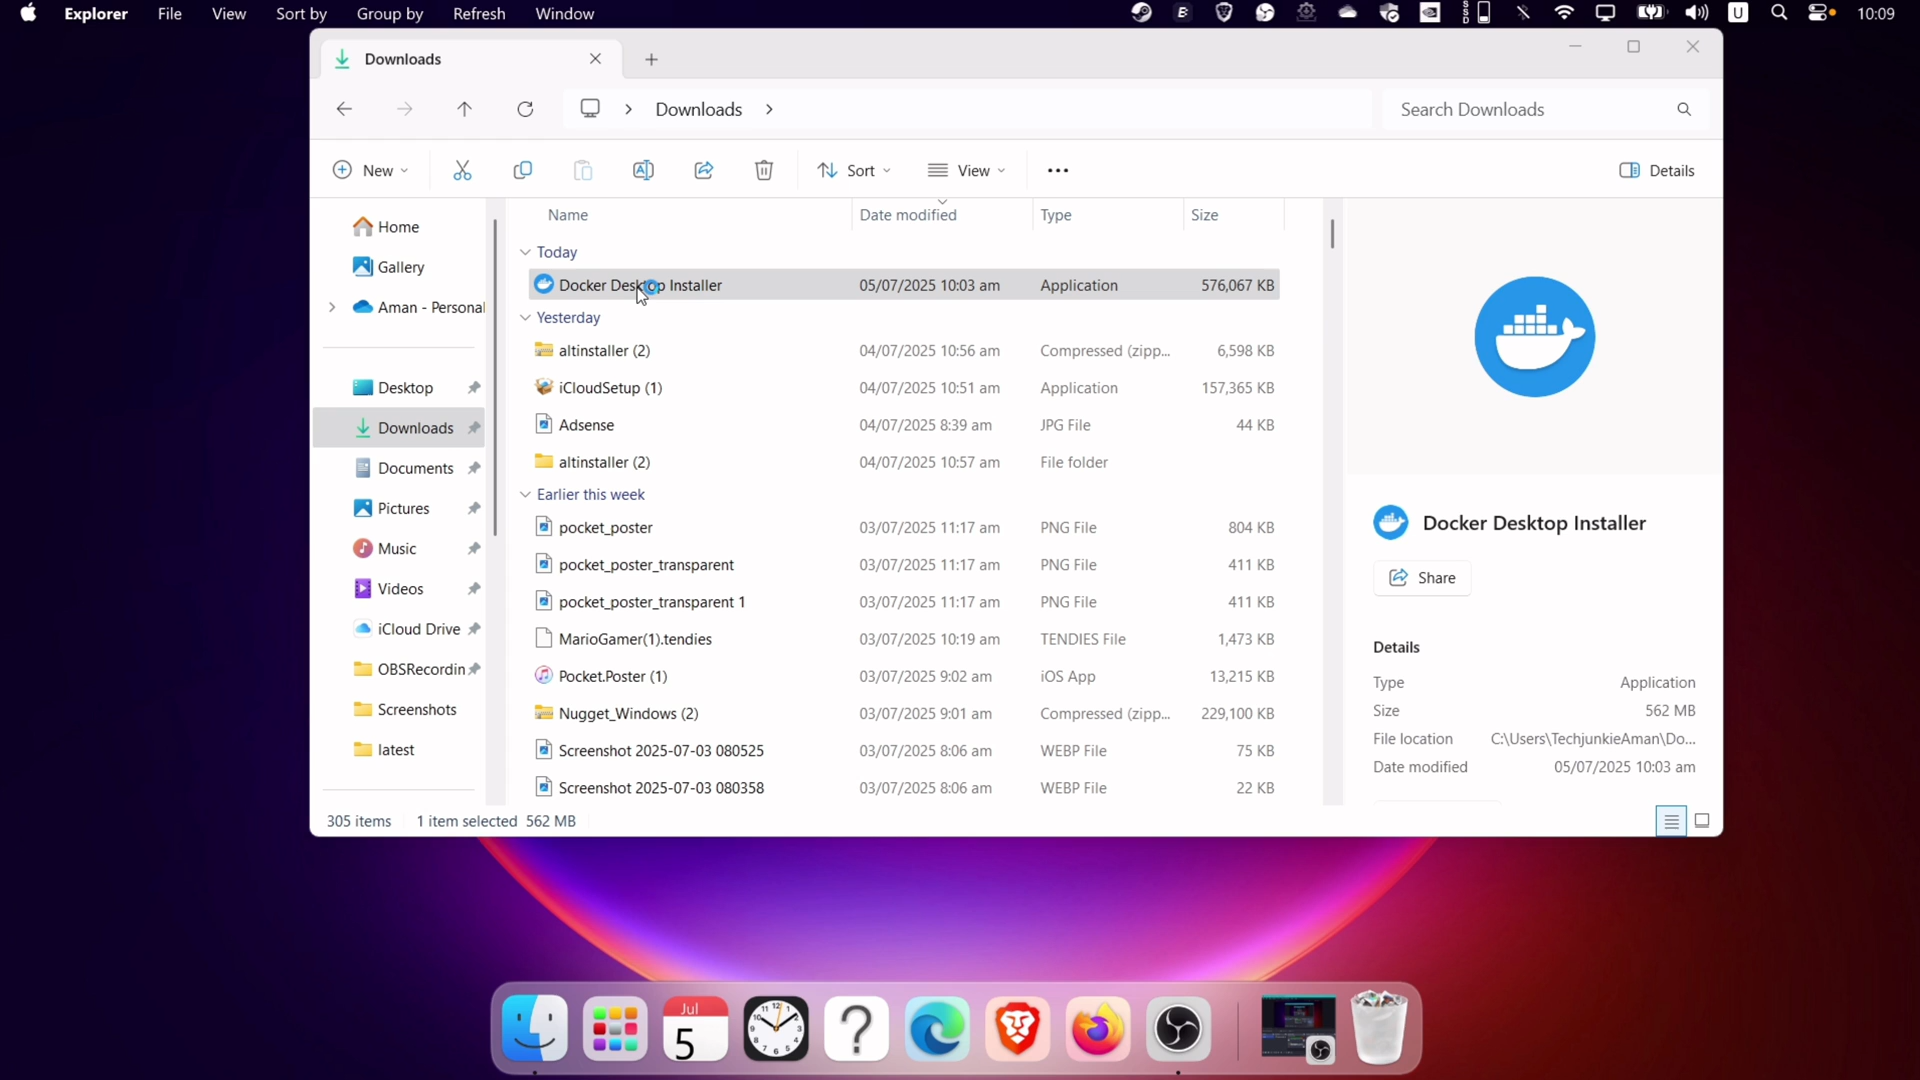 Explorer File View Sort by Group by Refresh Window
B S S D U 10:09
Downloads
Downloads
Search Downloads
New
Sort
View
Details
Home
Gallery
Aman - Personal
Desktop
Downloads
Documents
Pictures
Music
Videos
iCloud Drive
OBSRecordin
Screenshots
latest
Name Date modified Type Size
Today
Docker Desktop Installer 05/07/2025 10:03 am Application 576,067 KB
Yesterday
altinstaller (2) 04/07/2025 10:56 am Compressed (zipp... 6,598 KB
iCloudSetup (1) 04/07/2025 10:51 am Application 157,365 KB
Adsense 04/07/2025 8:39 am JPG File 44 KB
altinstaller (2) 04/07/2025 10:57 am File folder
Earlier this week
pocket_poster 03/07/2025 11:17 am PNG File 804 KB
pocket_poster_transparent 03/07/2025 11:17 am PNG File 411 KB
pocket_poster_transparent 1 03/07/2025 11:17 am PNG File 411 KB
MarioGamer(1).tendies 03/07/2025 10:19 am TENDIES File 1,473 KB
Pocket.Poster (1) 03/07/2025 9:02 am iOS App 13,215 KB
Nugget_Windows (2) 03/07/2025 9:01 am Compressed (zipp... 229,100 KB
Screenshot 2025-07-03 080525 03/07/2025 8:06 am WEBP File 75 KB
Screenshot 2025-07-03 080358 03/07/2025 8:06 am WEBP File 22 KB
Docker Desktop Installer
Share
Details
Type Application
Size 562 MB
File location C:\Users\TechjunkieAman\Do...
Date modified 05/07/2025 10:03 am
305 items 1 item selected 562 MB
Jul
5